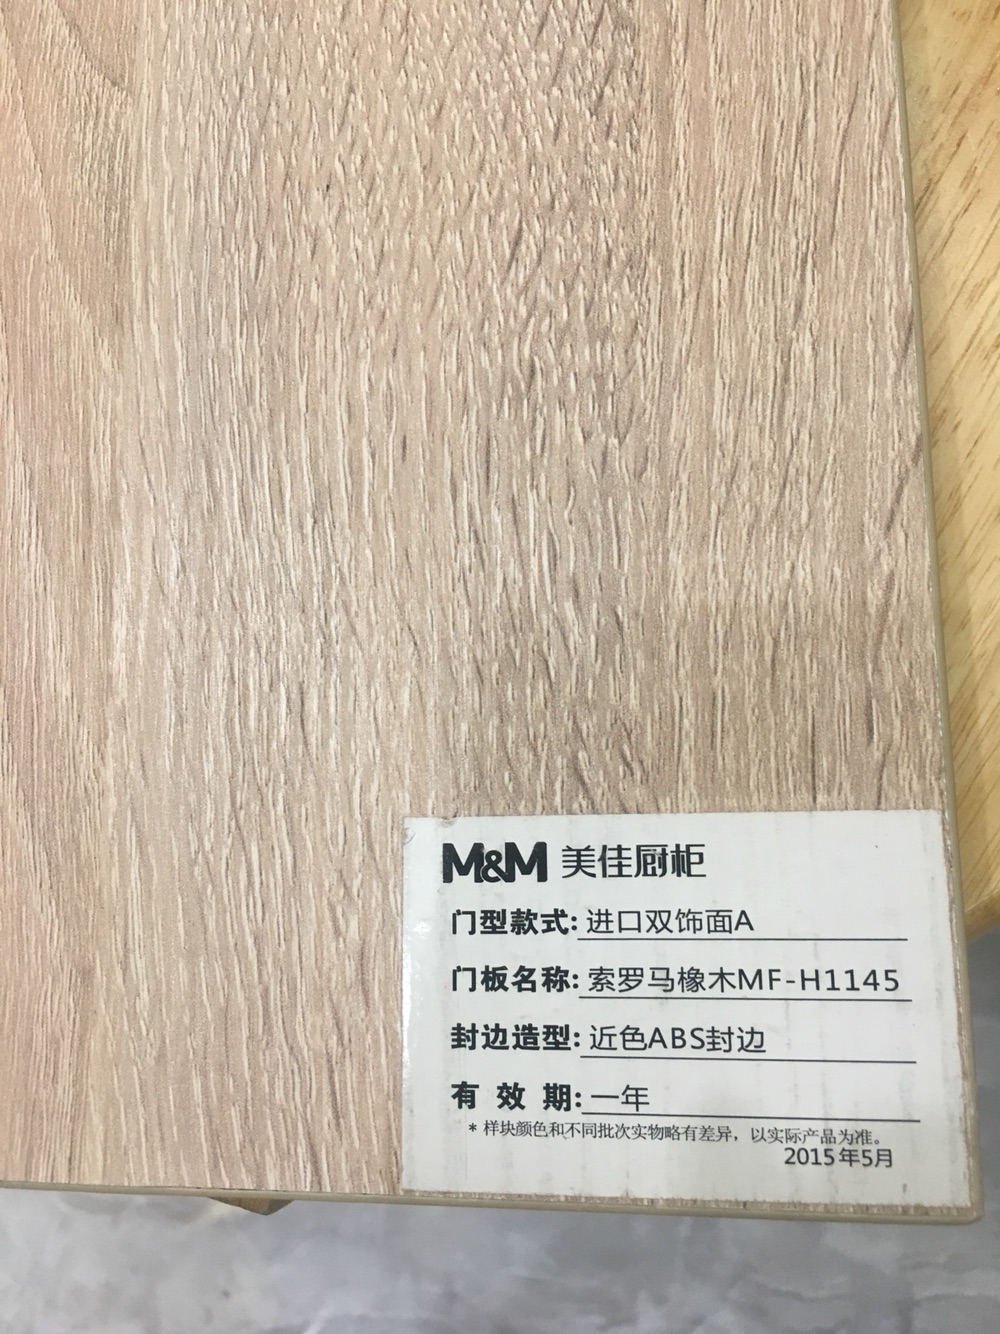 M&M 美佳厨柜
门型款式: 进口双饰面A
门板名称: 索罗马橡木MF-H1145
封边造型: 近色ABS封边
有 效 期: 一年
* 样块颜色和不同批次实物略有差异，以实际产品为准。
2015年5月